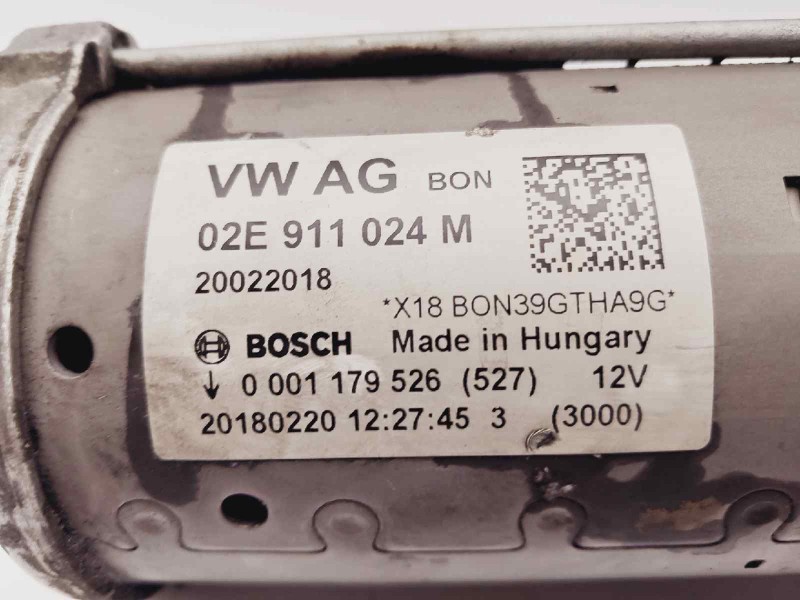 VW AG BON
02E 911 024 M
20022018
*X18 BON39GTHA9G*
BOSCH Made in Hungary
↓ 0 001 179 526 (527) 12V
20180220 12:27:45 3 (3000)